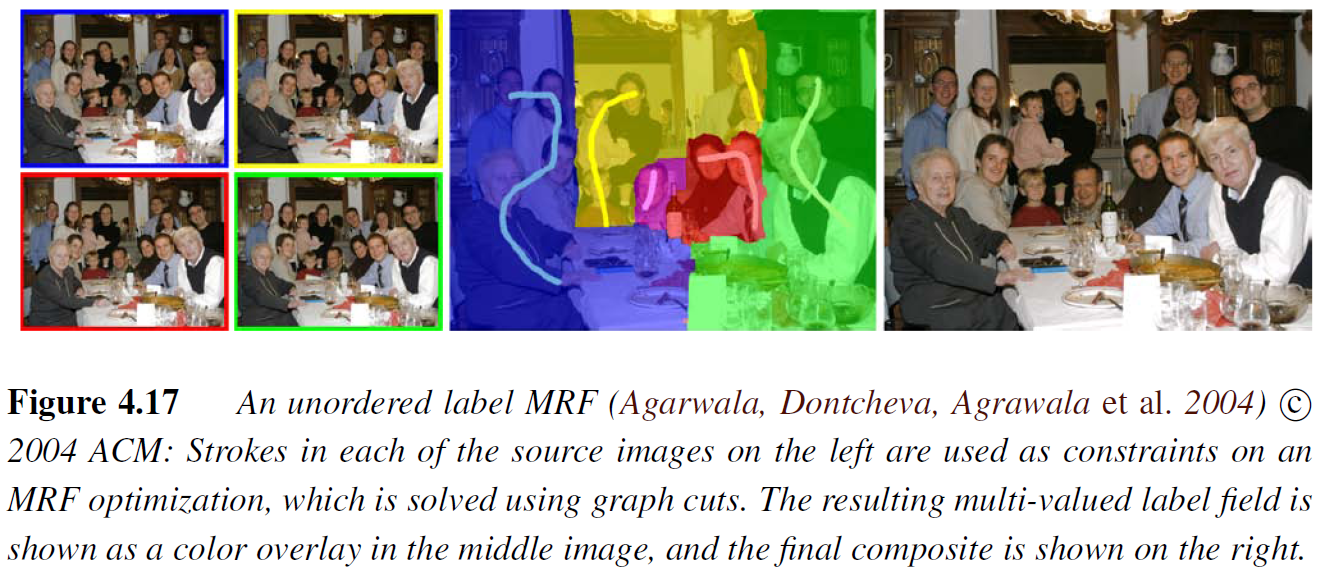 Figure 4.17 An unordered label MRF (Agarwala, Dontcheva, Agrawala et al. 2004) ©
2004 ACM: Strokes in each of the source images on the left are used as constraints on an
MRF optimization, which is solved using graph cuts. The resulting multi-valued label field is
shown as a color overlay in the middle image, and the final composite is shown on the right.